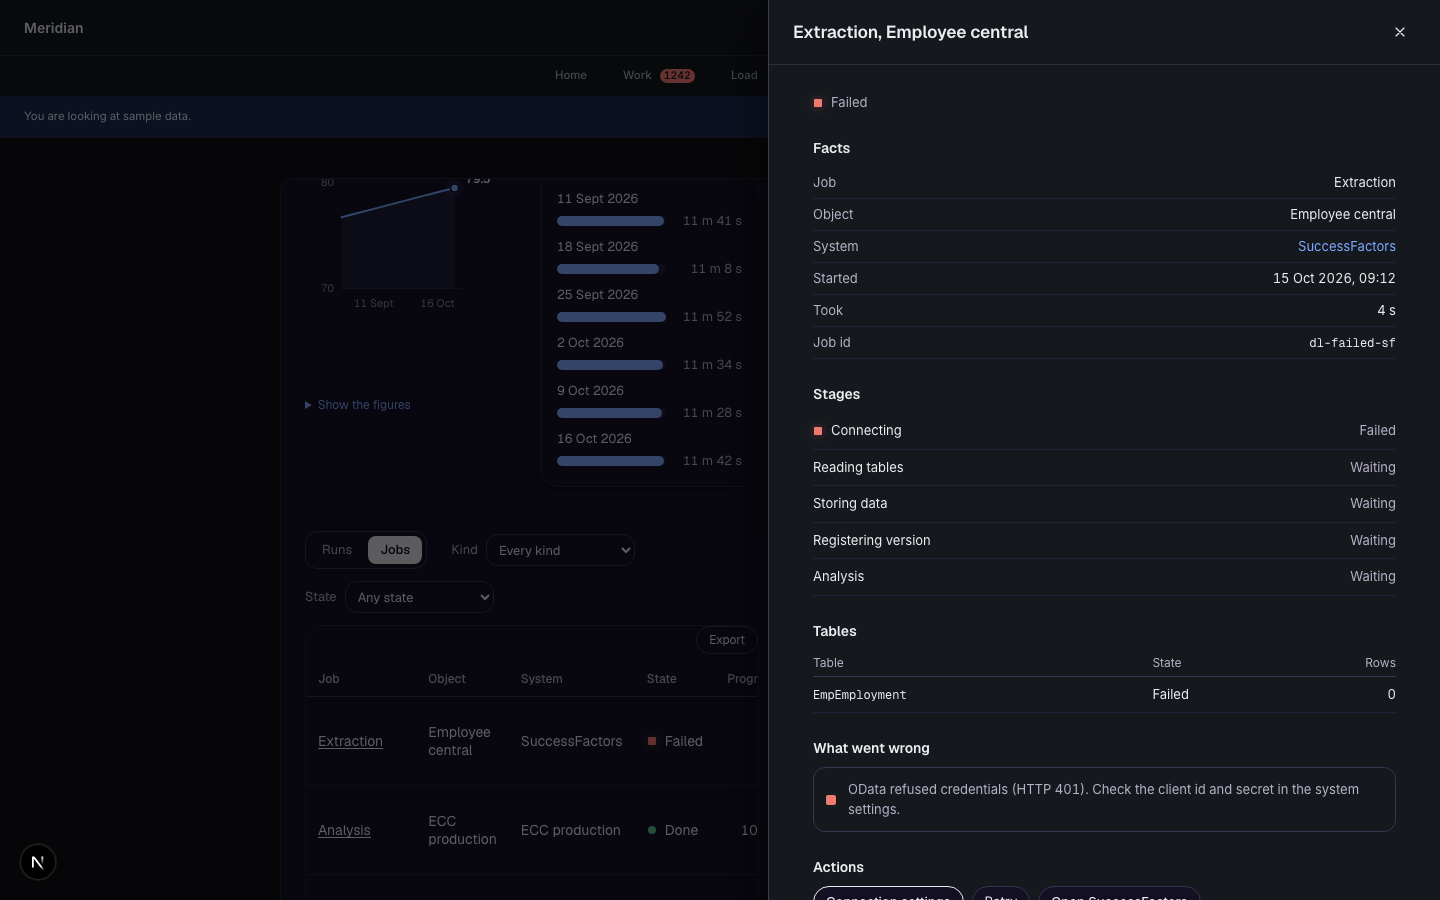 Meridian
Home Work 1242 Load
You are looking at sample data.
80
79.5
70
11 Sept 16 Oct
Show the figures
11 Sept 2026
11 m 41 s
18 Sept 2026
11 m 8 s
25 Sept 2026
11 m 52 s
2 Oct 2026
11 m 34 s
9 Oct 2026
11 m 28 s
16 Oct 2026
11 m 42 s
Runs Jobs Kind Every kind
State Any state
Export
Job Object System State Progr
Extraction Employee central SuccessFactors Failed
Analysis ECC production ECC production Done 10
N
Extraction, Employee central
Failed
Facts
Job Extraction
Object Employee central
System SuccessFactors
Started 15 Oct 2026, 09:12
Took 4 s
Job id dl-failed-sf
Stages
Connecting Failed
Reading tables Waiting
Storing data Waiting
Registering version Waiting
Analysis Waiting
Tables
Table State Rows
EmpEmployment Failed 0
What went wrong
OData refused credentials (HTTP 401). Check the client id and secret in the system
settings.
Actions
Connection settings Retry Open SuccessFactors